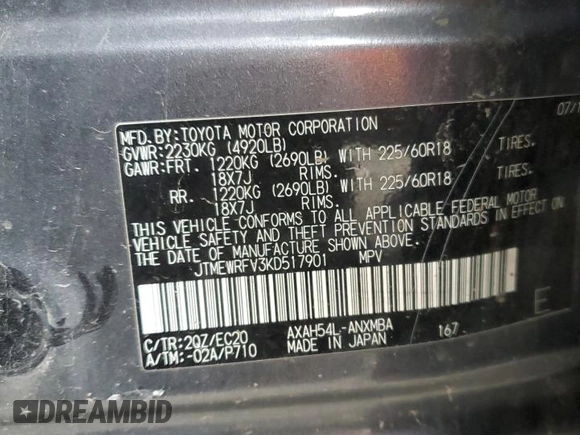 07/1
MFD.BY:TOYOTA MOTOR CORPORATION
GVWR:2230KG (4920LB)
GAWR:FRT. 1220KG (2690LB) WITH 225/60R18 TIRES.
18X7J RIMS.
RR. 1220KG (2690LB) WITH 225/60R18 TIRES.
18X7J RIMS.
THIS VEHICLE CONFORMS TO ALL APPLICABLE FEDERAL MOTOR
VEHICLE SAFETY AND THEFT PREVENTION STANDARDS IN EFFECT ON
THE DATE OF MANUFACTURE SHOWN ABOVE.
JTMEWRFV3KD517901 MPV
E
C/TR:2QZ/EC20 AXAH54L-ANXMBA 167
A/TM:-02A/P710 MADE IN JAPAN
DREAMBID